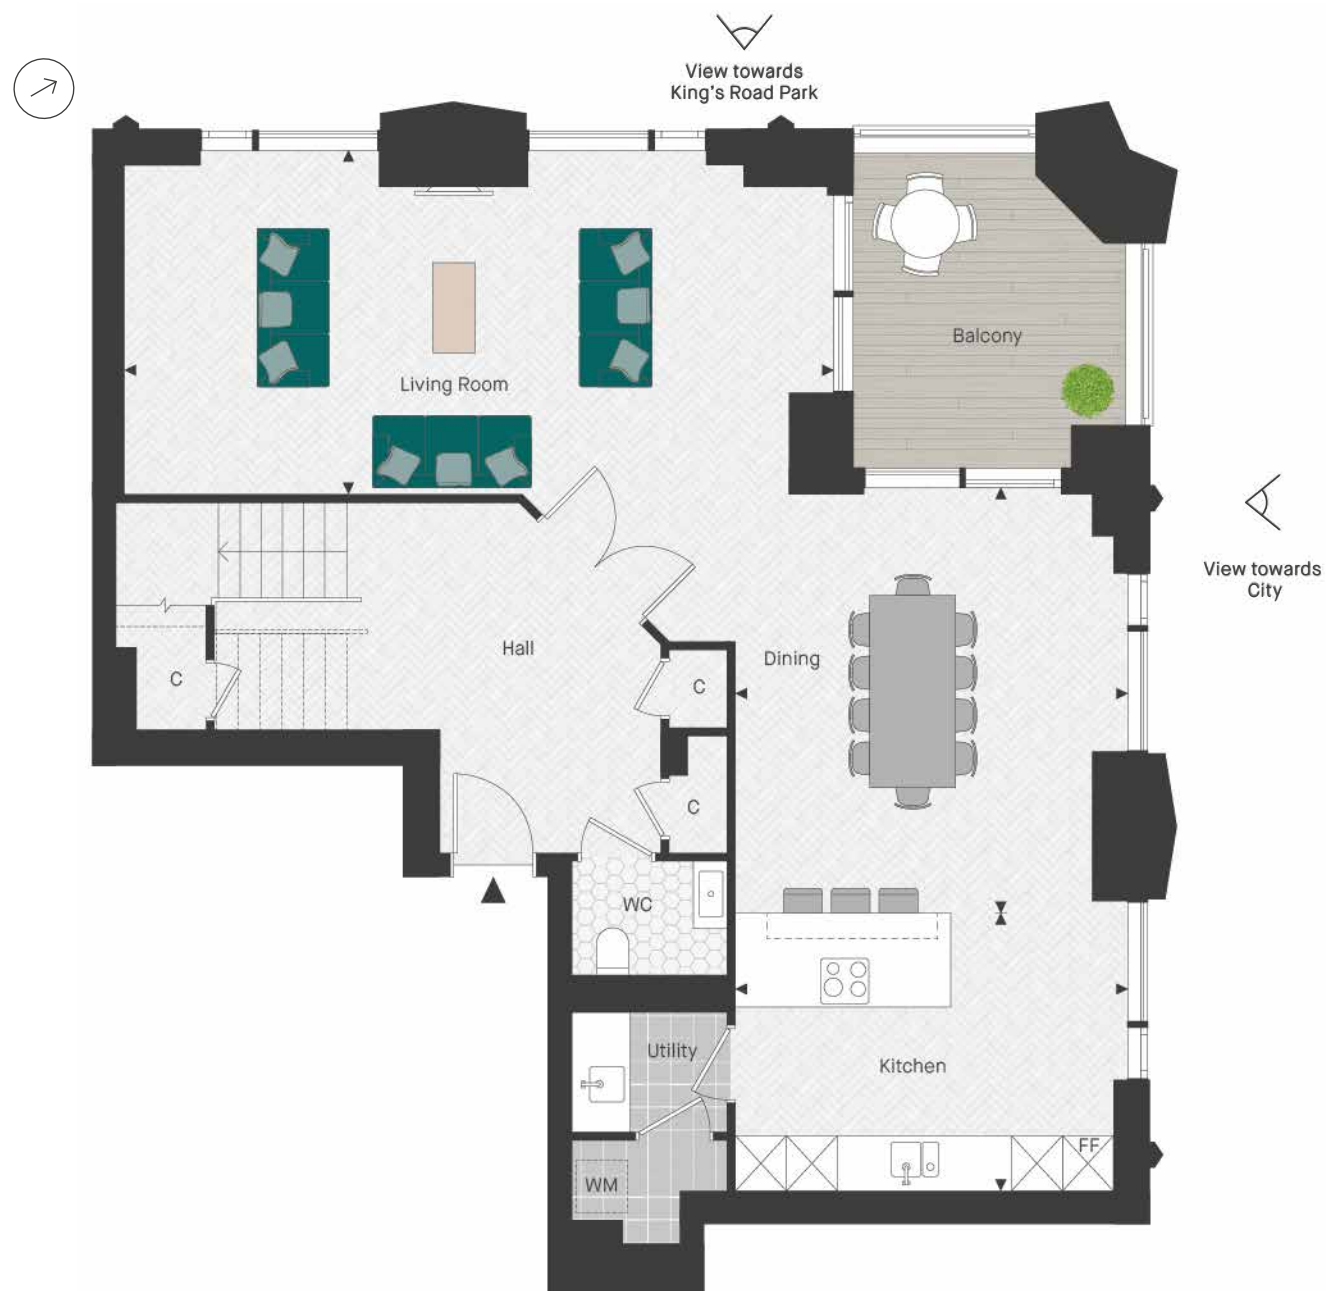 View towards
King's Road Park
Balcony
Living Room
View towards
City
Hall
Dining
C
C
C
WC
Utility
Kitchen
FF
WM